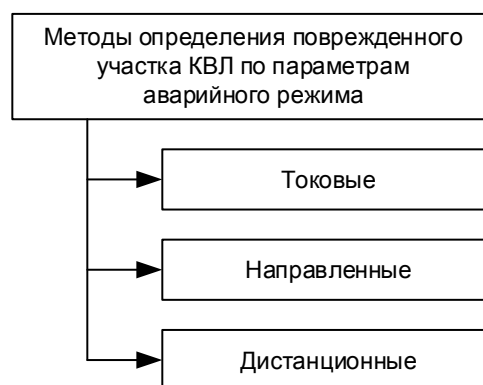 Методы определения поврежденного
участка КВЛ по параметрам
аварийного режима
Токовые
Направленные
Дистанционные